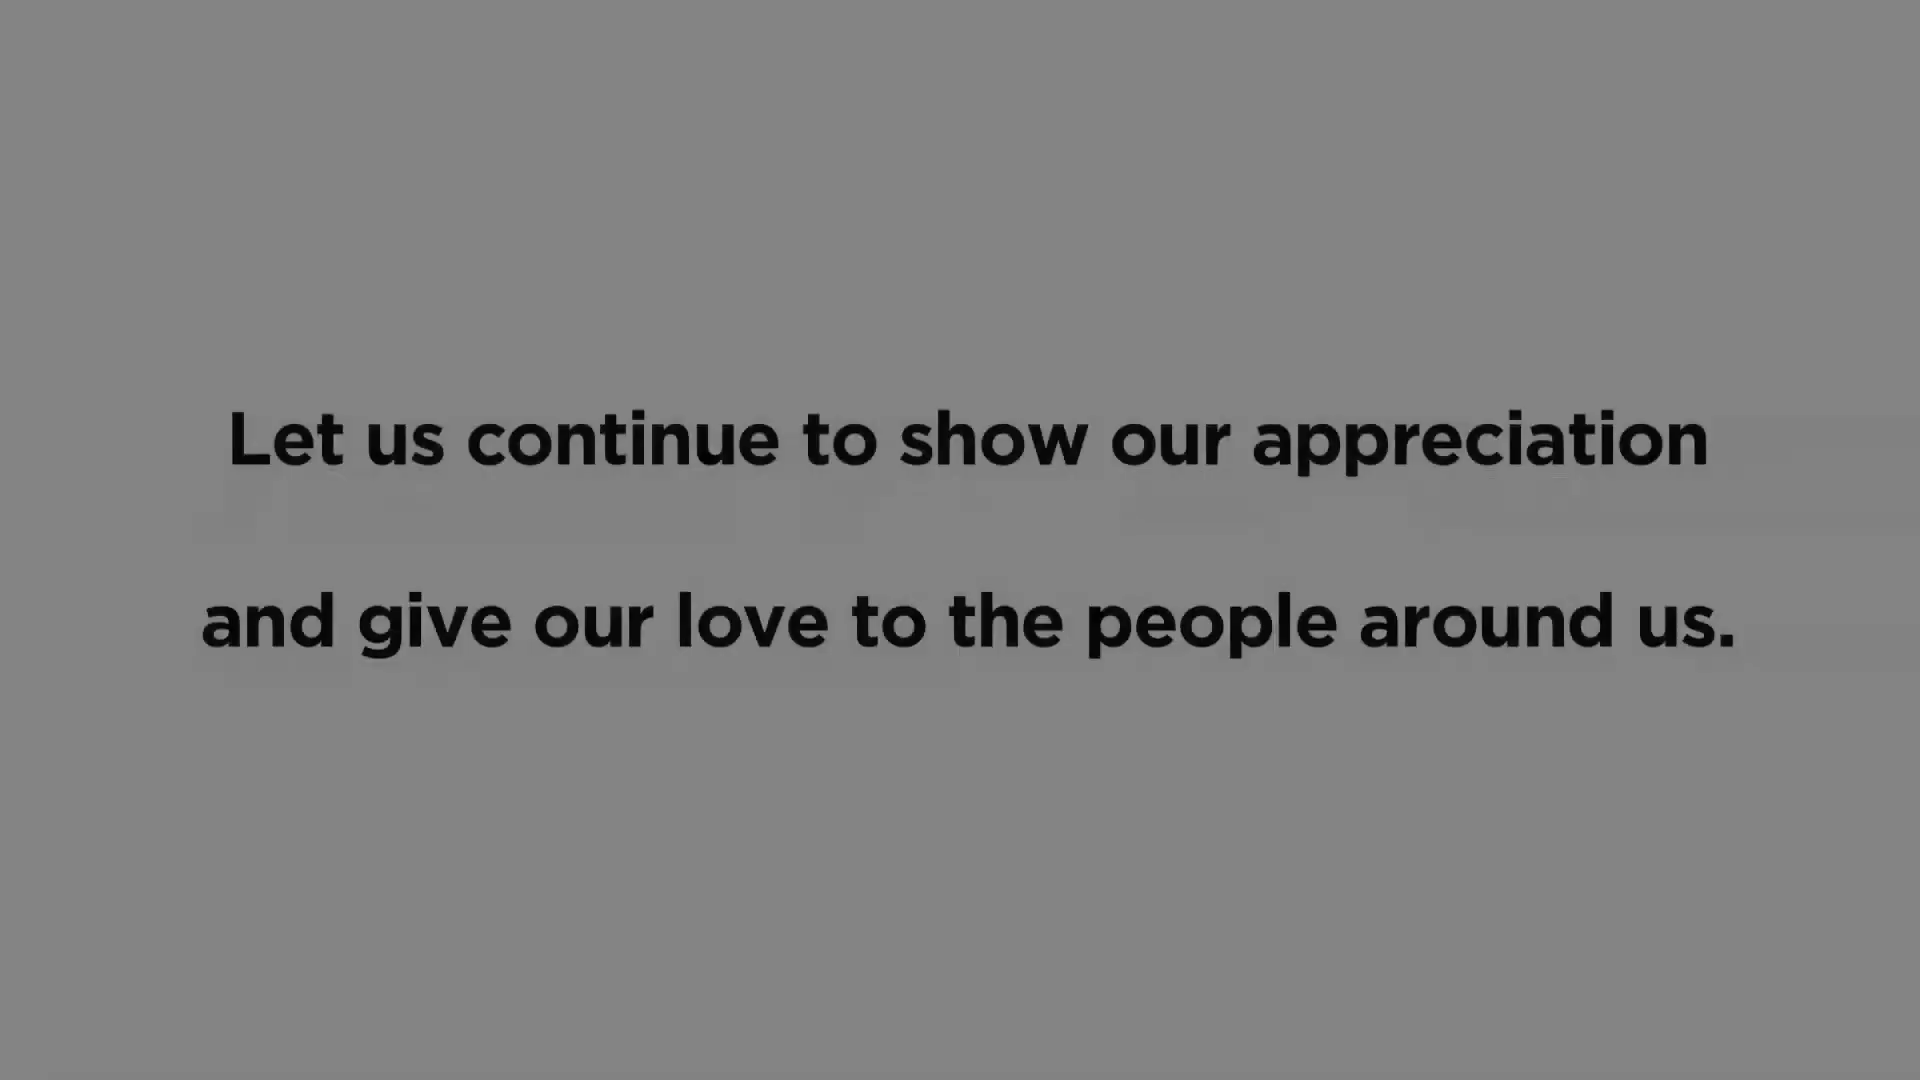 Let us continue to show our appreciation
and give our love to the people around us.